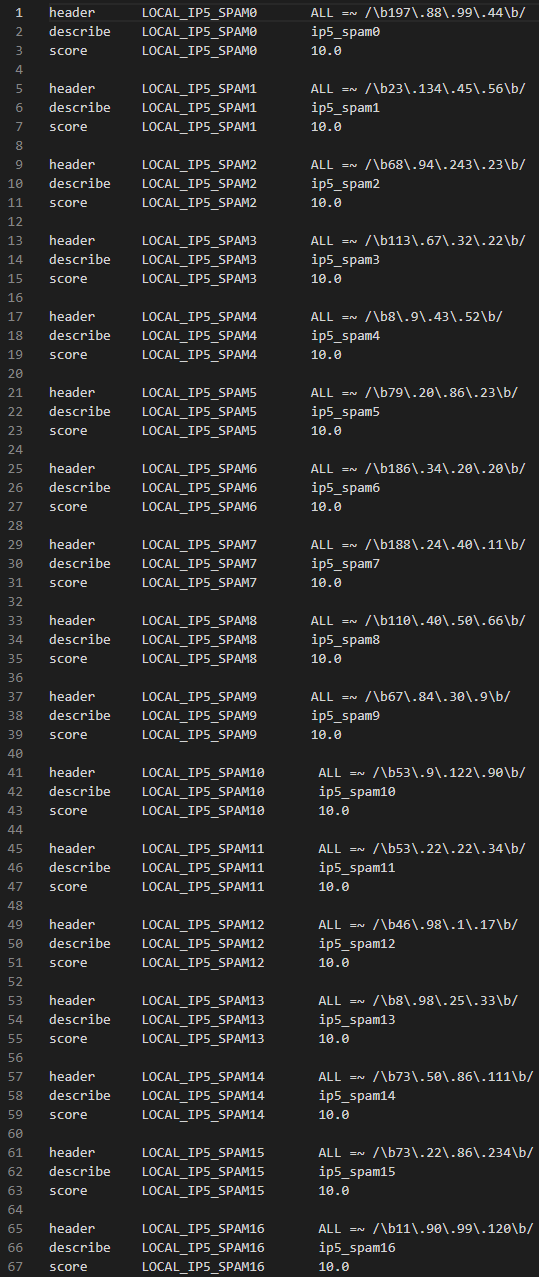 1 header LOCAL_IP5_SPAM0 ALL =~ /\b197\.88\.99\.44\b/
2 describe LOCAL_IP5_SPAM0 ip5_spam0
3 score LOCAL_IP5_SPAM0 10.0
4
5 header LOCAL_IP5_SPAM1 ALL =~ /\b23\.134\.45\.56\b/
6 describe LOCAL_IP5_SPAM1 ip5_spam1
7 score LOCAL_IP5_SPAM1 10.0
8
9 header LOCAL_IP5_SPAM2 ALL =~ /\b68\.94\.243\.23\b/
10 describe LOCAL_IP5_SPAM2 ip5_spam2
11 score LOCAL_IP5_SPAM2 10.0
12
13 header LOCAL_IP5_SPAM3 ALL =~ /\b113\.67\.32\.22\b/
14 describe LOCAL_IP5_SPAM3 ip5_spam3
15 score LOCAL_IP5_SPAM3 10.0
16
17 header LOCAL_IP5_SPAM4 ALL =~ /\b8\.9\.43\.52\b/
18 describe LOCAL_IP5_SPAM4 ip5_spam4
19 score LOCAL_IP5_SPAM4 10.0
20
21 header LOCAL_IP5_SPAM5 ALL =~ /\b79\.20\.86\.23\b/
22 describe LOCAL_IP5_SPAM5 ip5_spam5
23 score LOCAL_IP5_SPAM5 10.0
24
25 header LOCAL_IP5_SPAM6 ALL =~ /\b186\.34\.20\.20\b/
26 describe LOCAL_IP5_SPAM6 ip5_spam6
27 score LOCAL_IP5_SPAM6 10.0
28
29 header LOCAL_IP5_SPAM7 ALL =~ /\b188\.24\.40\.11\b/
30 describe LOCAL_IP5_SPAM7 ip5_spam7
31 score LOCAL_IP5_SPAM7 10.0
32
33 header LOCAL_IP5_SPAM8 ALL =~ /\b110\.40\.50\.66\b/
34 describe LOCAL_IP5_SPAM8 ip5_spam8
35 score LOCAL_IP5_SPAM8 10.0
36
37 header LOCAL_IP5_SPAM9 ALL =~ /\b67\.84\.30\.9\b/
38 describe LOCAL_IP5_SPAM9 ip5_spam9
39 score LOCAL_IP5_SPAM9 10.0
40
41 header LOCAL_IP5_SPAM10 ALL =~ /\b53\.9\.122\.90\b/
42 describe LOCAL_IP5_SPAM10 ip5_spam10
43 score LOCAL_IP5_SPAM10 10.0
44
45 header LOCAL_IP5_SPAM11 ALL =~ /\b53\.22\.22\.34\b/
46 describe LOCAL_IP5_SPAM11 ip5_spam11
47 score LOCAL_IP5_SPAM11 10.0
48
49 header LOCAL_IP5_SPAM12 ALL =~ /\b46\.98\.1\.17\b/
50 describe LOCAL_IP5_SPAM12 ip5_spam12
51 score LOCAL_IP5_SPAM12 10.0
52
53 header LOCAL_IP5_SPAM13 ALL =~ /\b8\.98\.25\.33\b/
54 describe LOCAL_IP5_SPAM13 ip5_spam13
55 score LOCAL_IP5_SPAM13 10.0
56
57 header LOCAL_IP5_SPAM14 ALL =~ /\b73\.50\.86\.111\b/
58 describe LOCAL_IP5_SPAM14 ip5_spam14
59 score LOCAL_IP5_SPAM14 10.0
60
61 header LOCAL_IP5_SPAM15 ALL =~ /\b73\.22\.86\.234\b/
62 describe LOCAL_IP5_SPAM15 ip5_spam15
63 score LOCAL_IP5_SPAM15 10.0
64
65 header LOCAL_IP5_SPAM16 ALL =~ /\b11\.90\.99\.120\b/
66 describe LOCAL_IP5_SPAM16 ip5_spam16
67 score LOCAL_IP5_SPAM16 10.0